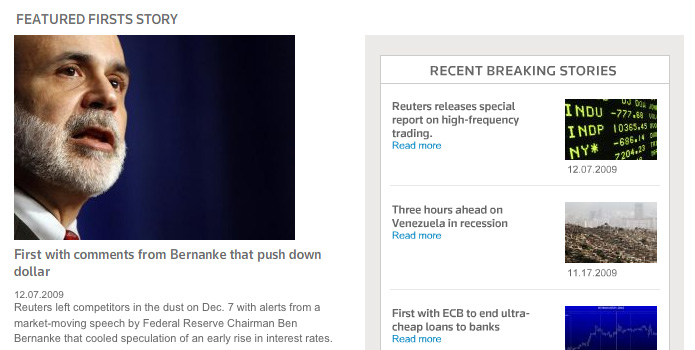 FEATURED FIRSTS STORY
First with comments from Bernanke that push down
dollar
12.07.2009
Reuters left competitors in the dust on Dec. 7 with alerts from a
market-moving speech by Federal Reserve Chairman Ben
Bernanke that cooled speculation of an early rise in interest rates.
RECENT BREAKING STORIES
Reuters releases special
report on high-frequency
trading.
Read more
INDU -777.68
INDP 10365.45
NY* -686.14
7204.23
12.07.2009
Three hours ahead on
Venezuela in recession
Read more
11.17.2009
First with ECB to end ultra-
cheap loans to banks
Read more